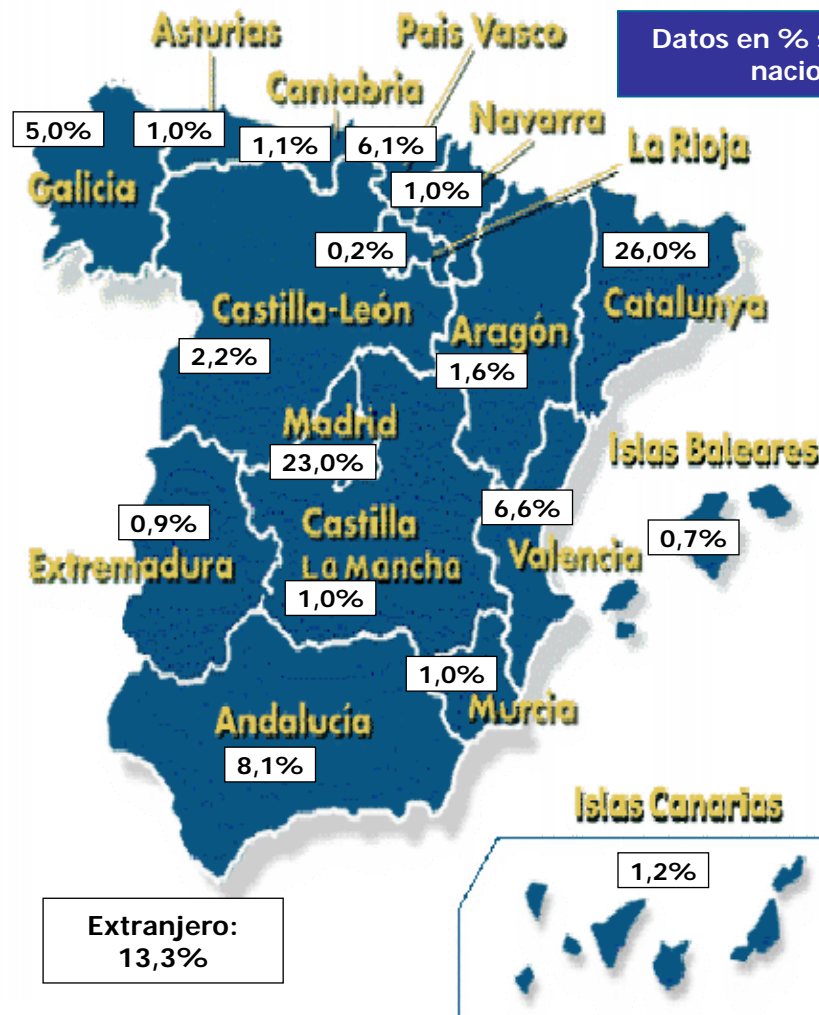 Asturias
Pais Vasco
Datos en % s
nacio
Cantabria
Navarra
5,0%
1,0%
1,1%
6,1%
La Rioja
Galicia
1,0%
0,2%
26,0%
Castilla-León
Aragón
Catalunya
2,2%
1,6%
Madrid
23,0%
Islas Baleares
0,9%
Castilla
La Mancha
6,6%
Valencia
0,7%
Extremadura
1,0%
1,0%
Murcia
Andalucía
8,1%
Islas Canarias
1,2%
Extranjero:
13,3%